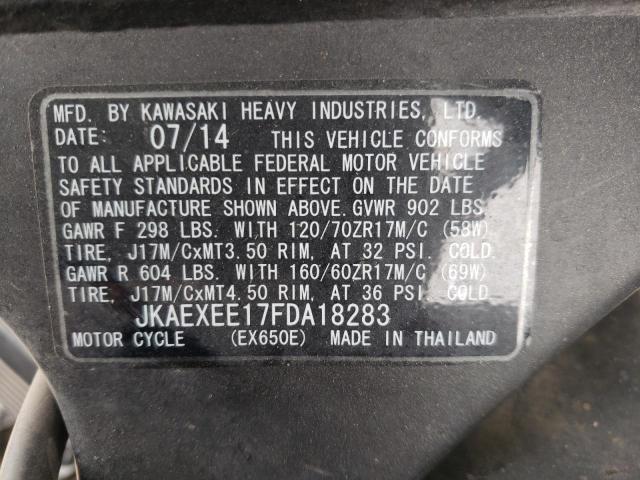 MFD. BY KAWASAKI HEAVY INDUSTRIES, LTD.
DATE: 07/14 THIS VEHICLE CONFORMS
TO ALL APPLICABLE FEDERAL MOTOR VEHICLE
SAFETY STANDARDS IN EFFECT ON THE DATE
OF MANUFACTURE SHOWN ABOVE. GVWR 902 LBS.
GAWR F 298 LBS. WITH 120/70ZR17M/C (58W)
TIRE, J17M/CxMT3.50 RIM, AT 32 PSI. COLD.
GAWR R 604 LBS. WITH 160/60ZR17M/C (69W)
TIRE, J17M/CxMT4.50 RIM, AT 36 PSI. COLD.
JKAEXEE17FDA18283
MOTOR CYCLE (EX650E) MADE IN THAILAND